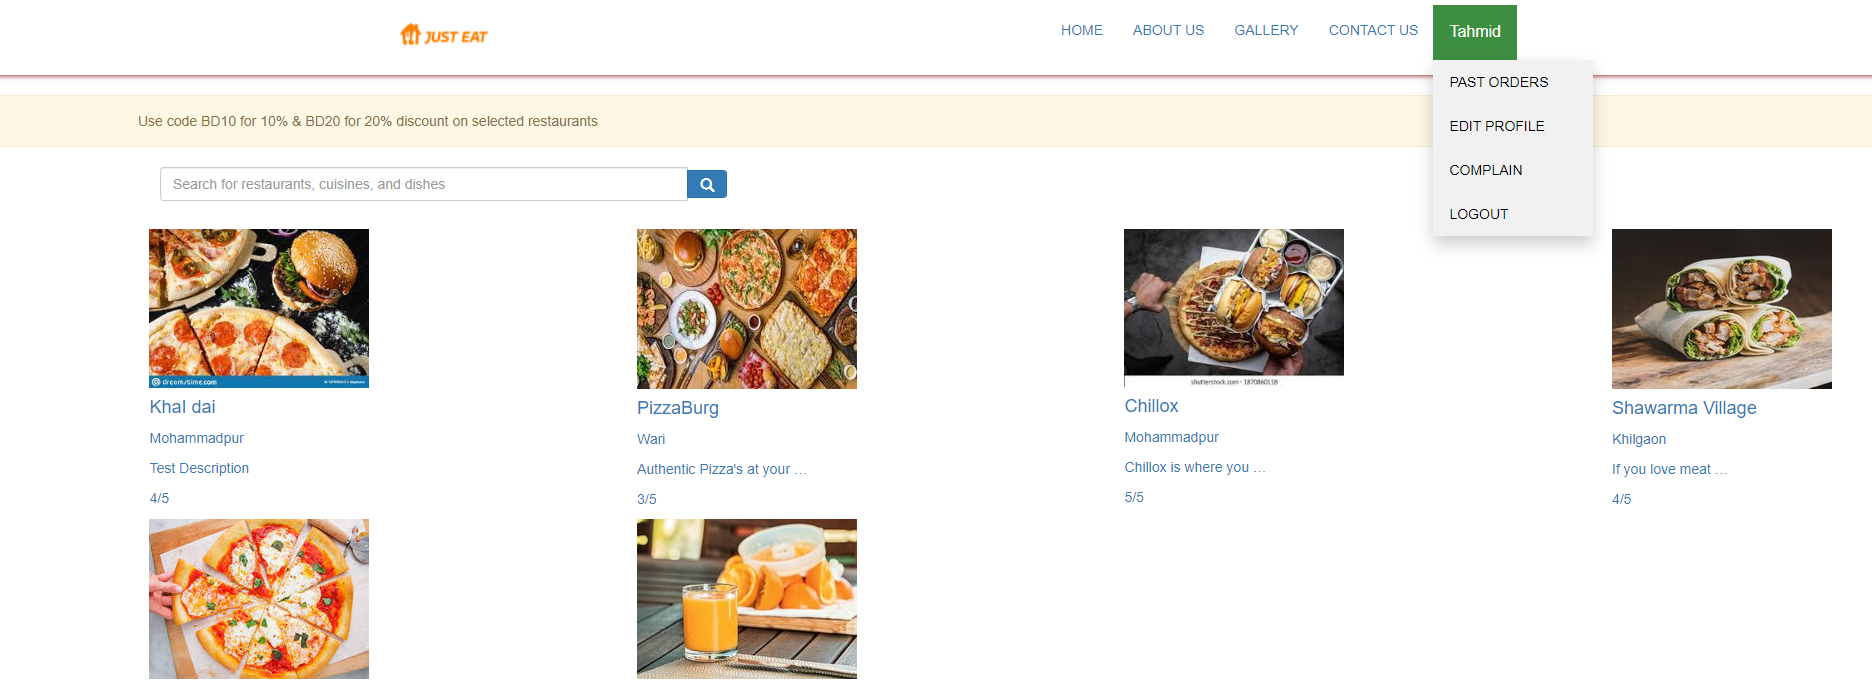 JUST EAT
HOME ABOUT US GALLERY CONTACT US Tahmid
PAST ORDERS
EDIT PROFILE
COMPLAIN
LOGOUT
Use code BD10 for 10% & BD20 for 20% discount on selected restaurants
Search for restaurants, cuisines, and dishes
dreamstime.com
shutterstock.com · 1870860118
Khal dai
Mohammadpur
Test Description
4/5
PizzaBurg
Wari
Authentic Pizza's at your ...
3/5
Chillox
Mohammadpur
Chillox is where you ...
5/5
Shawarma Village
Khilgaon
If you love meat ...
4/5